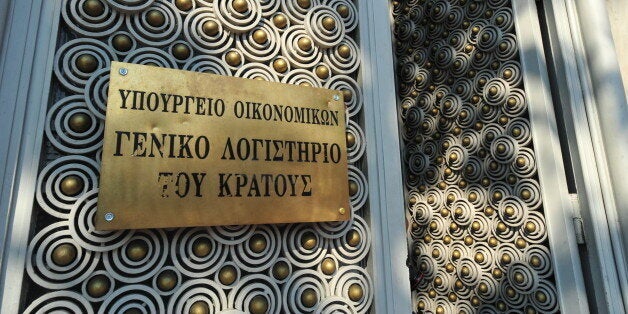 ΥΠΟΥΡΓΕΙΟ ΟΙΚΟΝΟΜΙΚΩΝ
ΓΕΝΙΚΟ ΛΟΓΙΣΤΗΡΙΟ
ΤΟΥ ΚΡΑΤΟΥΣ